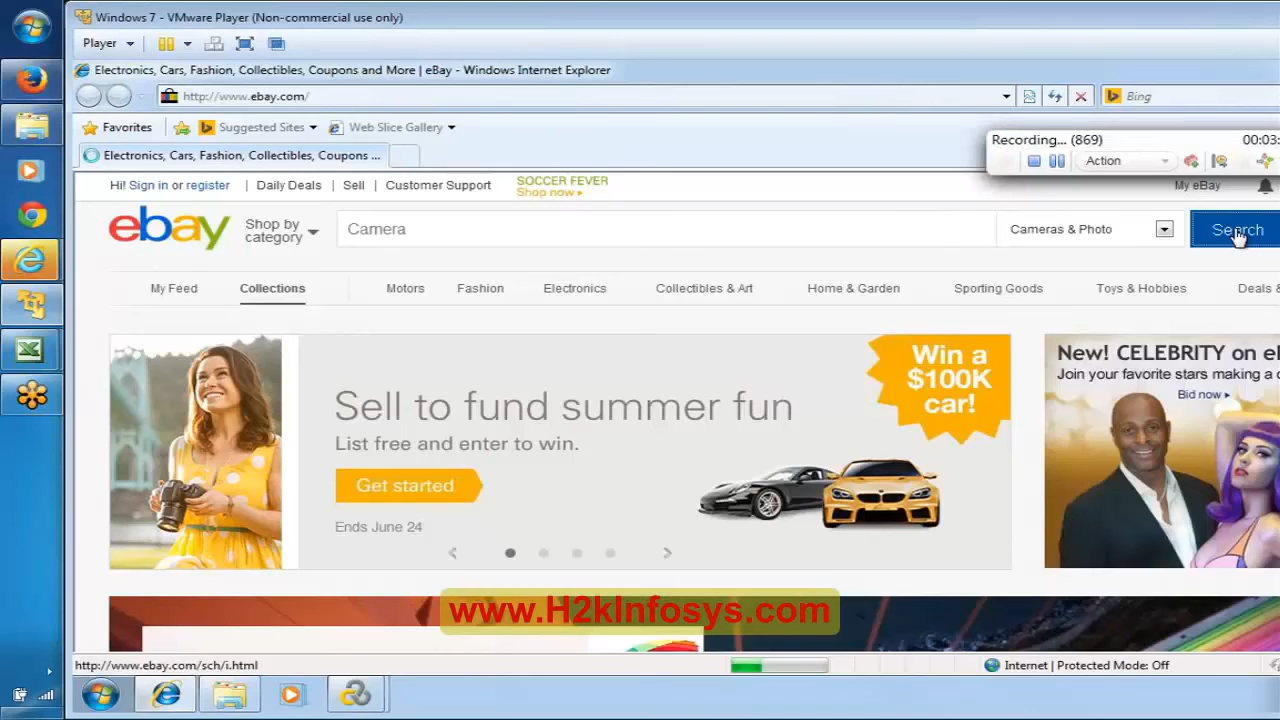 Windows 7 - VMware Player (Non-commercial use only)
Player
Electronics, Cars, Fashion, Collectibles, Coupons and More | eBay - Windows Internet Explorer
http://www.ebay.com/
Bing
Favorites
Suggested Sites
Web Slice Gallery
Recording... (869)
00:03:
Electronics, Cars, Fashion, Collectibles, Coupons ...
Action
Hi! Sign in or register
Daily Deals
Sell
Customer Support
SOCCER FEVER
Shop now
My eBay
ebay
Shop by
category
Camera
Cameras & Photo
Search
My Feed
Collections
Motors
Fashion
Electronics
Collectibles & Art
Home & Garden
Sporting Goods
Toys & Hobbies
Deals &
Win a
$100K
car!
Sell to fund summer fun
List free and enter to win.
Get started
Ends June 24
New! CELEBRITY on e
Join your favorite stars making a d
Bid now
www.H2kInfosys.com
http://www.ebay.com/sch/i.html
Internet | Protected Mode: Off